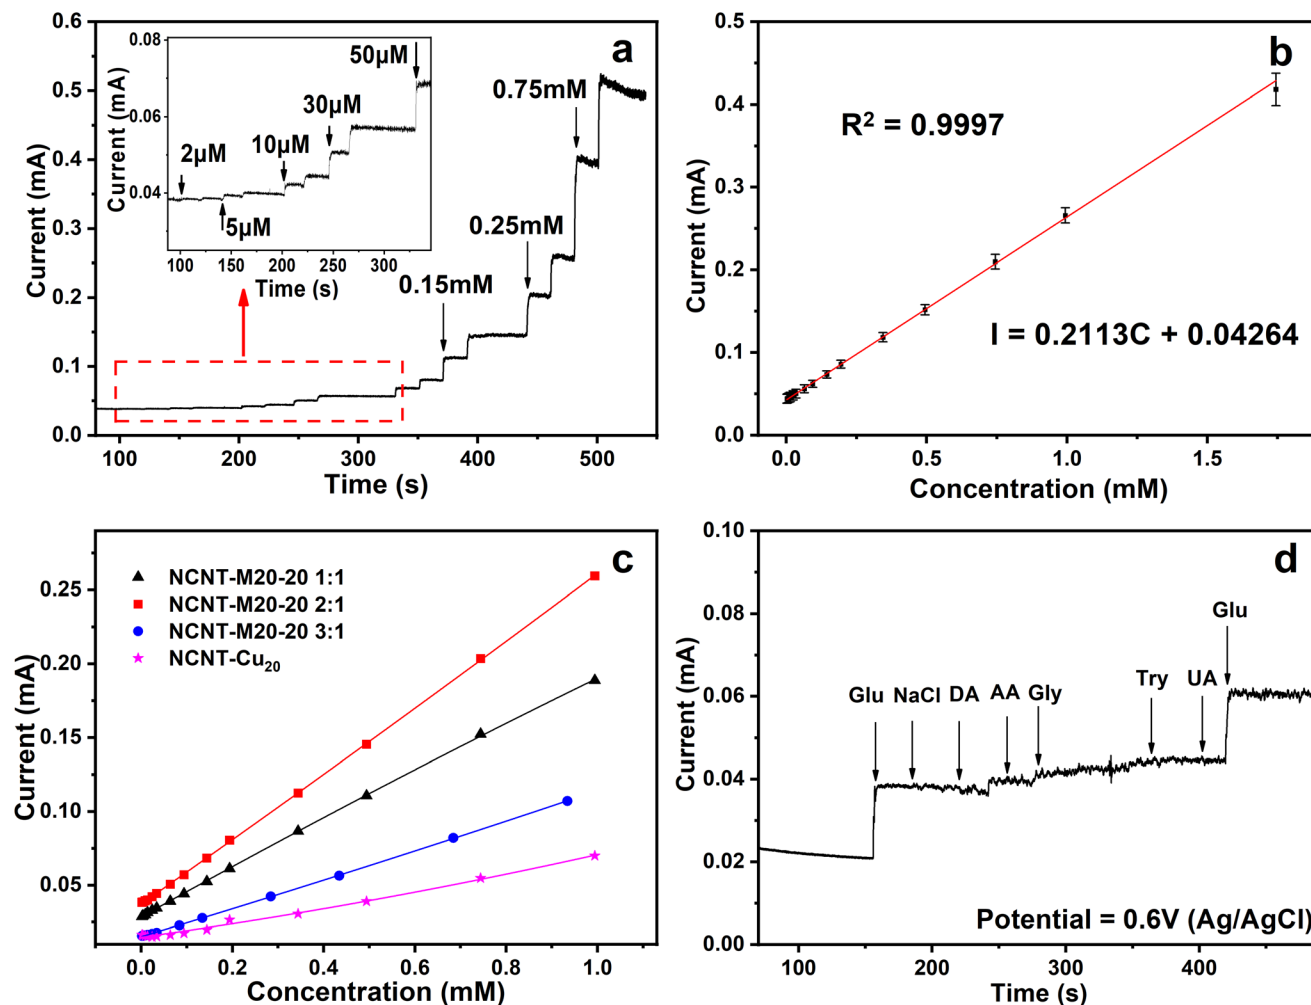 a
0.6
0.5
0.4
0.3
0.2
0.1
0.0
Current (mA)
100
200
300
400
500
Time (s)
0.08
0.06
0.04
Current (mA)
100
150
200
250
300
Time (s)
2μM
5μM
10μM
30μM
50μM
0.15mM
0.25mM
0.75mM
b
0.5
0.4
0.3
0.2
0.1
0.0
Current (mA)
R² = 0.9997
I = 0.2113C + 0.04264
0.0
0.5
1.0
1.5
Concentration (mM)
c
NCNT-M20-20 1:1
NCNT-M20-20 2:1
NCNT-M20-20 3:1
NCNT-Cu₂₀
0.25
0.20
0.15
0.10
0.05
Current (mA)
0.0
0.2
0.4
0.6
0.8
1.0
Concentration (mM)
d
0.10
0.08
0.06
0.04
0.02
0.00
Current (mA)
Glu
NaCl
DA
AA
Gly
Try
UA
Glu
Potential = 0.6V (Ag/AgCl)
100
200
300
400
Time (s)